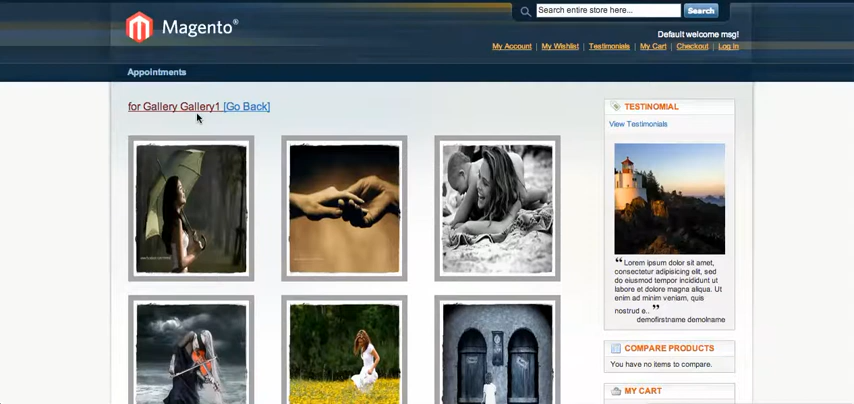 Search entire store here...
Search
Magento®
Default welcome msg!
My Account | My Wishlist | Testimonials | My Cart | Checkout | Log In
Appointments
for Gallery Gallery1 [Go Back]
TESTINOMIAL
View Testimonials
“ Lorem ipsum dolor sit amet,
consectetur adipisicing elit, sed
do eiusmod tempor incididunt ut
labore et dolore magna aliqua. Ut
enim ad minim veniam, quis
nostrud e.. ”
demofirstname demolname
COMPARE PRODUCTS
You have no items to compare.
MY CART